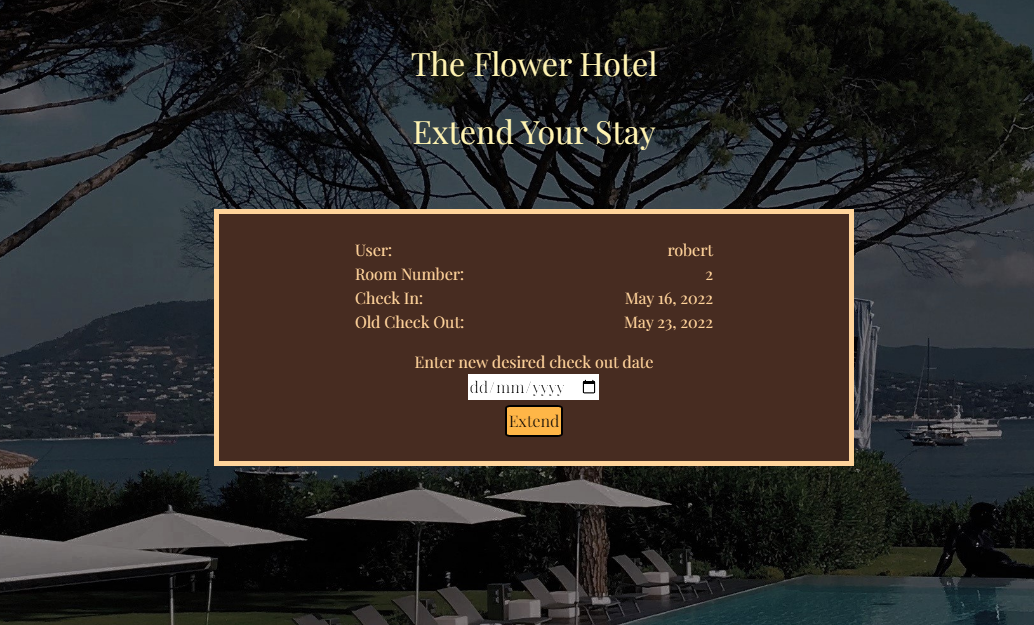 The Flower Hotel
Extend Your Stay
User: robert
Room Number: 2
Check In: May 16, 2022
Old Check Out: May 23, 2022
Enter new desired check out date
dd/mm/yyyy
Extend